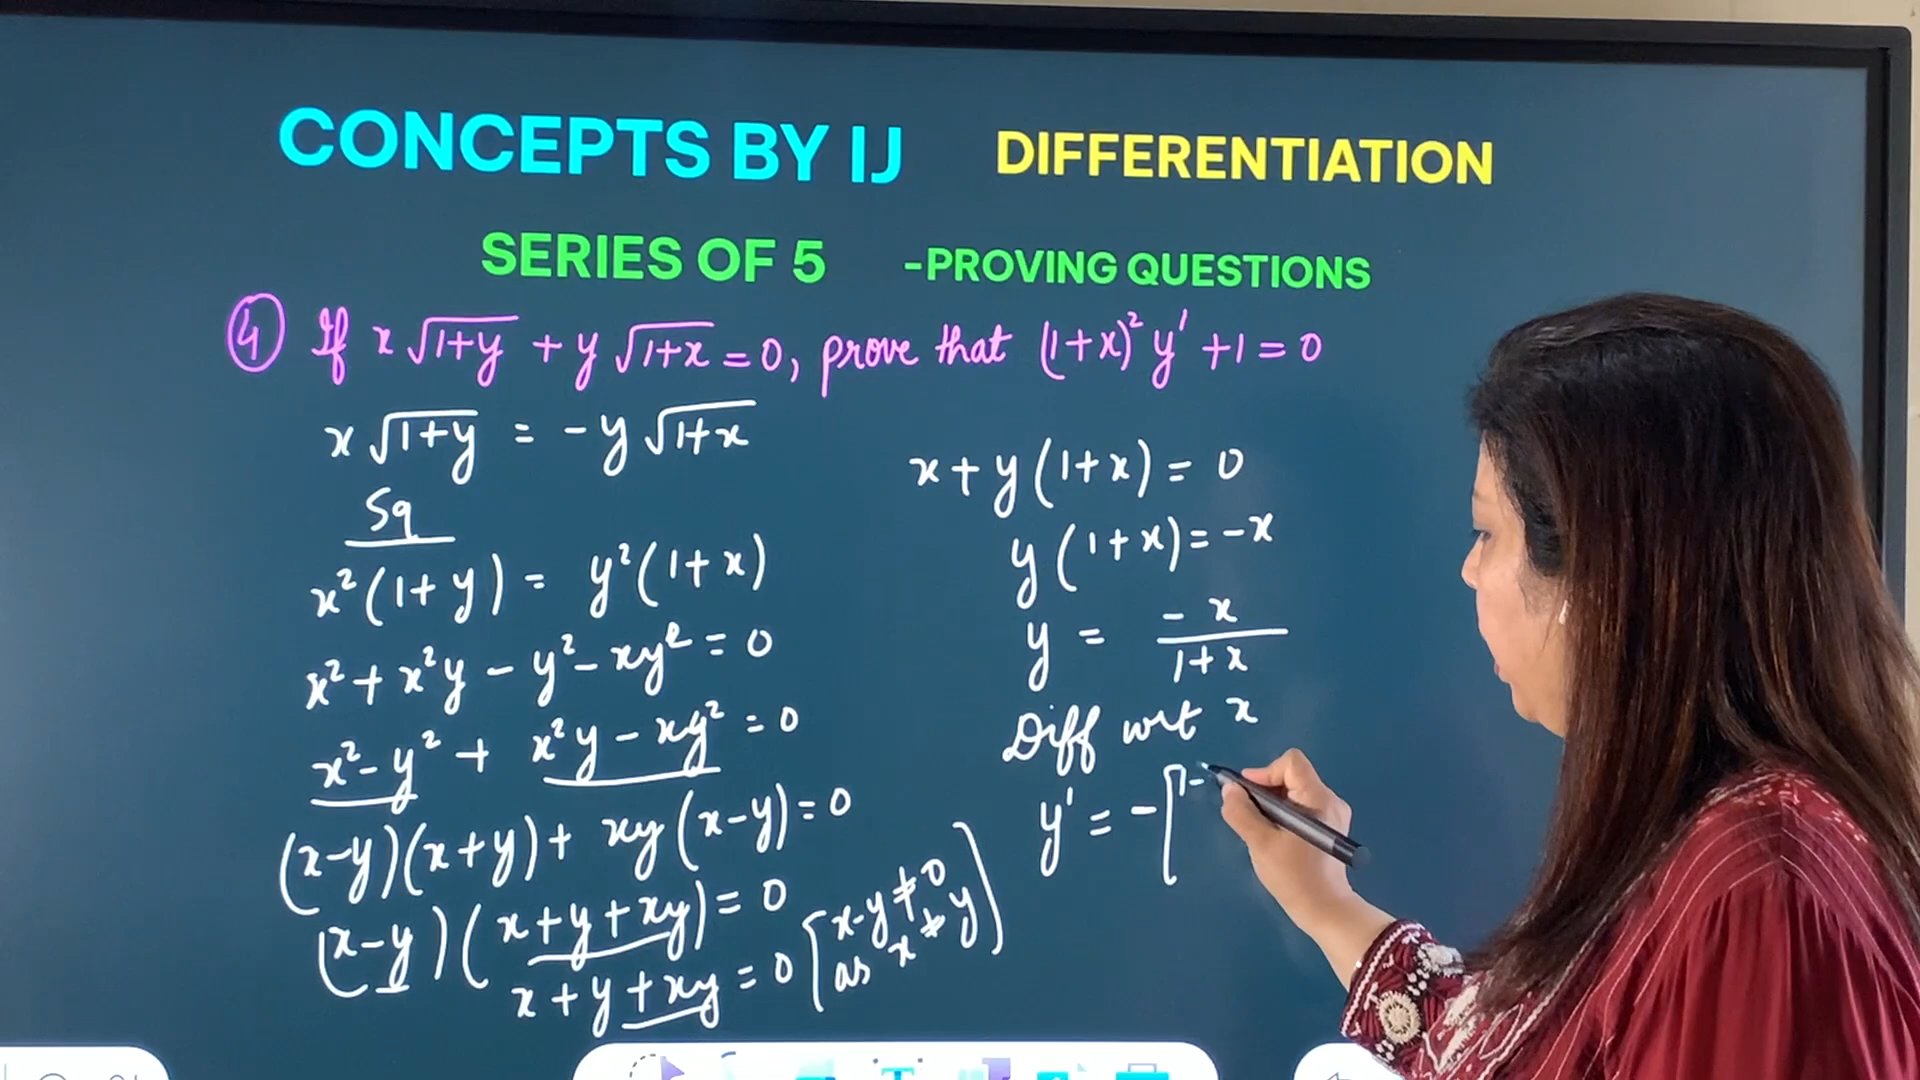 CONCEPTS BY IJ DIFFERENTIATION
SERIES OF 5 -PROVING QUESTIONS
④ If x√(1+y) + y√(1+x) = 0, prove that (1+x)² y' + 1 = 0
x√(1+y) = -y√(1+x)
Sq
x²(1+y) = y²(1+x)
x² + x²y - y² - xy² = 0
x² - y² + x²y - xy² = 0
(x-y)(x+y) + xy(x-y) = 0
(x-y)(x+y+xy) = 0
x+y+xy = 0 [x-y≠0
as x≠y]
x + y(1+x) = 0
y(1+x) = -x
y = -x/(1+x)
Diff wrt x
y' = -[1-